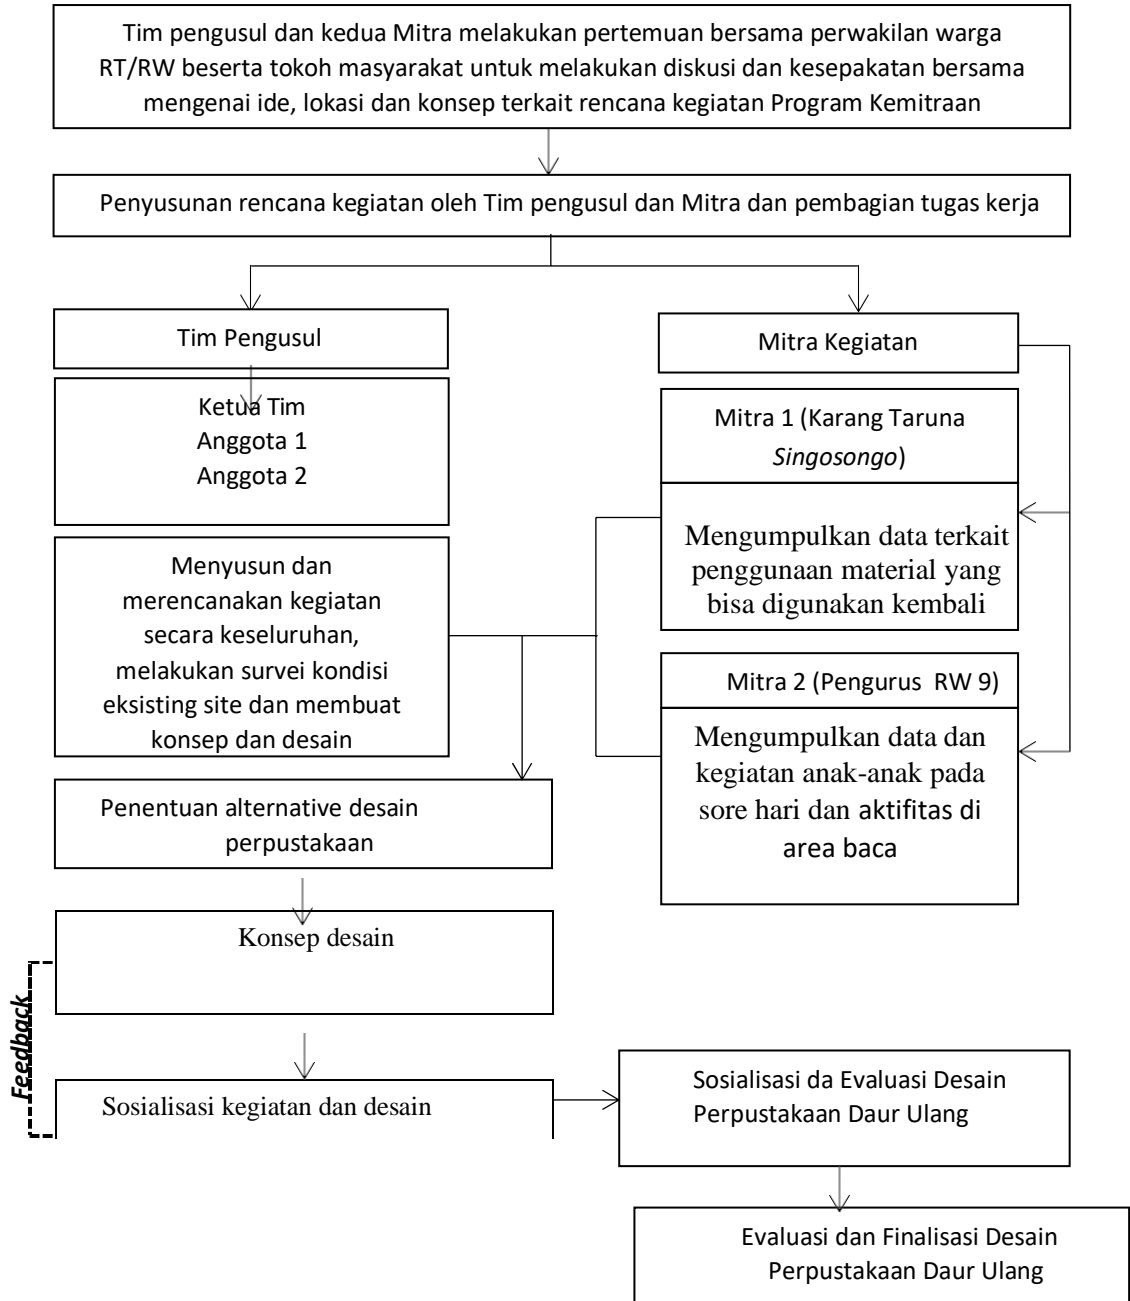 Tim pengusul dan kedua Mitra melakukan pertemuan bersama perwakilan warga
RT/RW beserta tokoh masyarakat untuk melakukan diskusi dan kesepakatan bersama
mengenai ide, lokasi dan konsep terkait rencana kegiatan Program Kemitraan
Penyusunan rencana kegiatan oleh Tim pengusul dan Mitra dan pembagian tugas kerja
Tim Pengusul
Ketua Tim
Anggota 1
Anggota 2
Menyusun dan
merencanakan kegiatan
secara keseluruhan,
melakukan survei kondisi
eksisting site dan membuat
konsep dan desain
Mitra Kegiatan
Mitra 1 (Karang Taruna
Singosongo)
Mengumpulkan data terkait
penggunaan material yang
bisa digunakan kembali
Mitra 2 (Pengurus RW 9)
Mengumpulkan data dan
kegiatan anak-anak pada
sore hari dan aktifitas di
area baca
Penentuan alternative desain
perpustakaan
Konsep desain
Feedback
Sosialisasi kegiatan dan desain
Sosialisasi da Evaluasi Desain
Perpustakaan Daur Ulang
Evaluasi dan Finalisasi Desain
Perpustakaan Daur Ulang